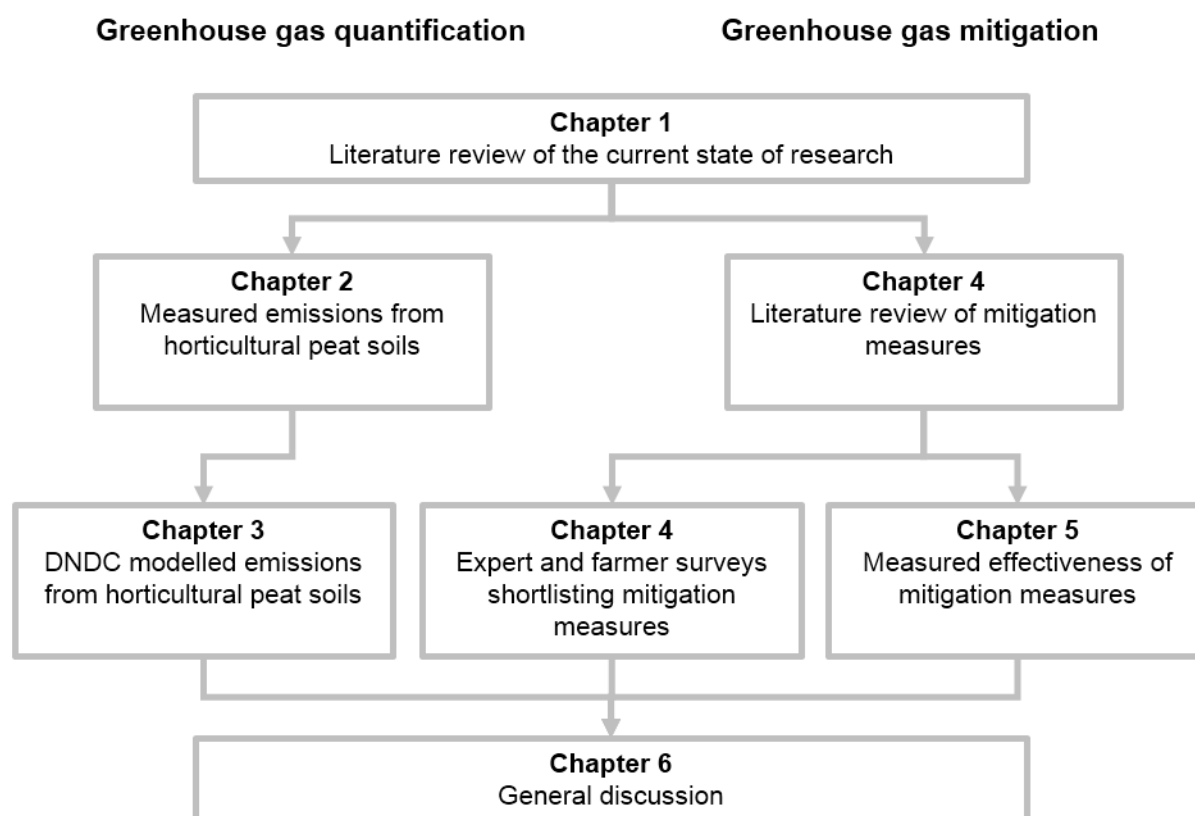 Greenhouse gas quantification
Greenhouse gas mitigation
Chapter 1
Literature review of the current state of research
Chapter 2
Measured emissions from
horticultural peat soils
Chapter 4
Literature review of mitigation
measures
Chapter 3
DNDC modelled emissions
from horticultural peat soils
Chapter 4
Expert and farmer surveys
shortlisting mitigation
measures
Chapter 5
Measured effectiveness of
mitigation measures
Chapter 6
General discussion